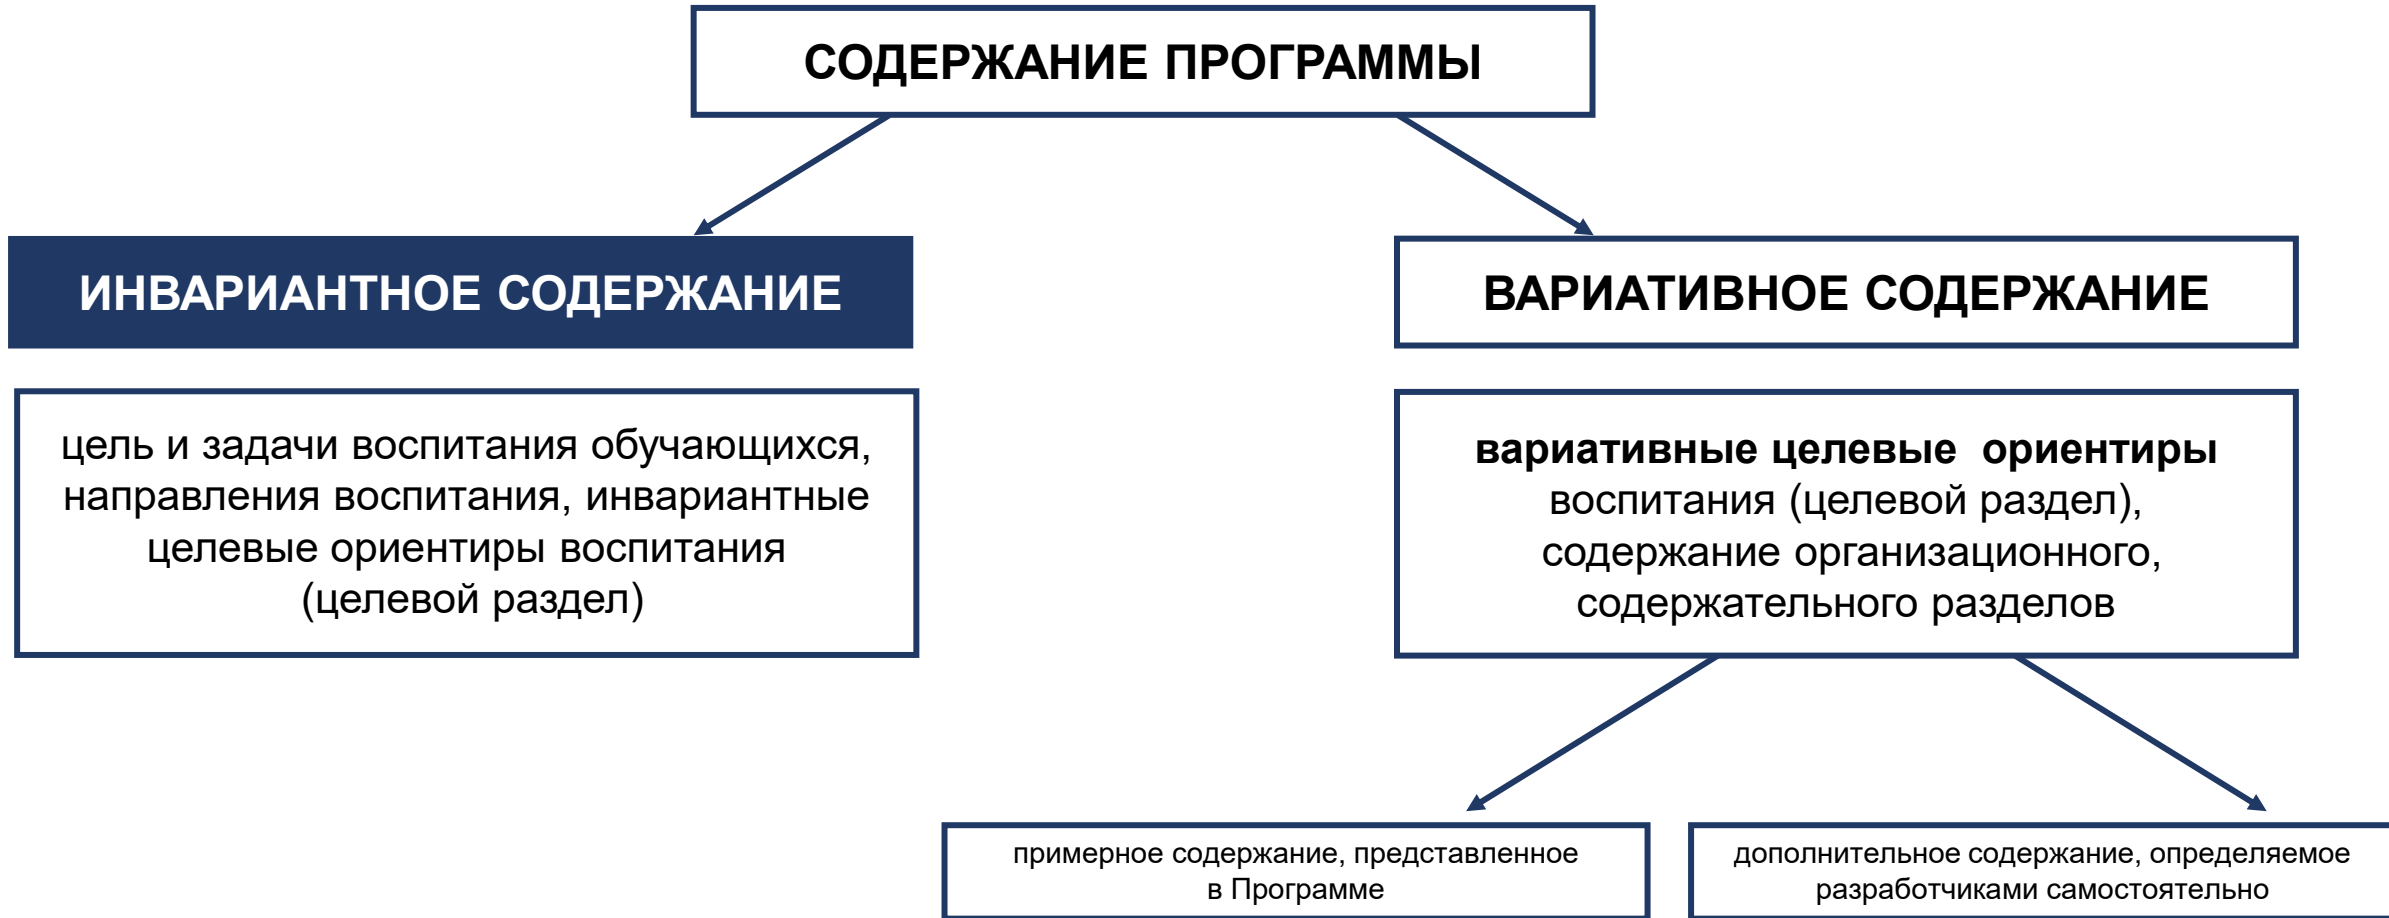 СОДЕРЖАНИЕ ПРОГРАММЫ
ИНВАРИАНТНОЕ СОДЕРЖАНИЕ
цель и задачи воспитания обучающихся,
направления воспитания, инвариантные
целевые ориентиры воспитания
(целевой раздел)
ВАРИАТИВНОЕ СОДЕРЖАНИЕ
вариативные целевые  ориентиры
воспитания (целевой раздел),
содержание организационного,
содержательного разделов
примерное содержание, представленное
в Программе
дополнительное содержание, определяемое
разработчиками самостоятельно